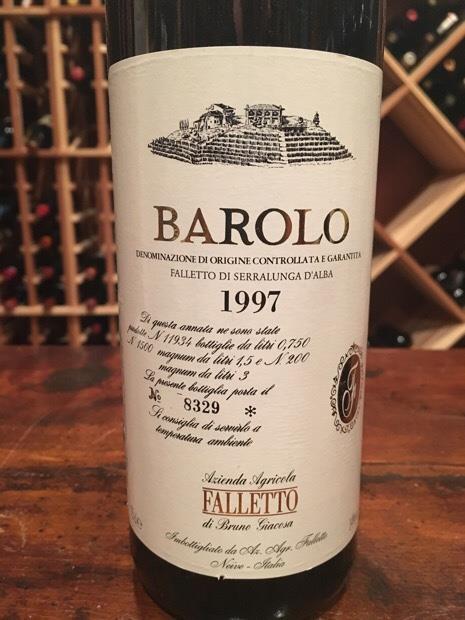 BAROLO
DENOMINAZIONE DI ORIGINE CONTROLLATA E GARANTITA
FALLETTO DI SERRALUNGA D'ALBA
1997
Di questa annata ne sono state
prodotte N 11934 bottiglie da litri 0,750
N 1500 magnum da litri 1,5 e N 200
magnum da litri 3
La presente bottiglia porta il
No 8329 *
Si consiglia di servirlo a
temperatura ambiente
Azienda Agricola
FALLETTO
di Bruno Giacosa
Imbottigliato da Az. Agr. Falletto
Neive - Italia